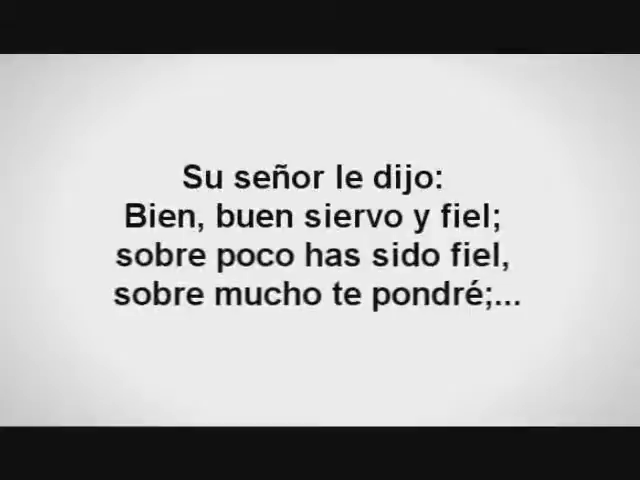 Su señor le dijo:
Bien, buen siervo y fiel;
sobre poco has sido fiel,
sobre mucho te pondré;...